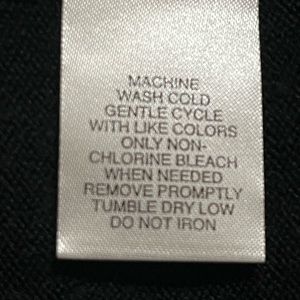 MACHINE
WASH COLD
GENTLE CYCLE
WITH LIKE COLORS
ONLY NON-
CHLORINE BLEACH
WHEN NEEDED
REMOVE PROMPTLY
TUMBLE DRY LOW
DO NOT IRON